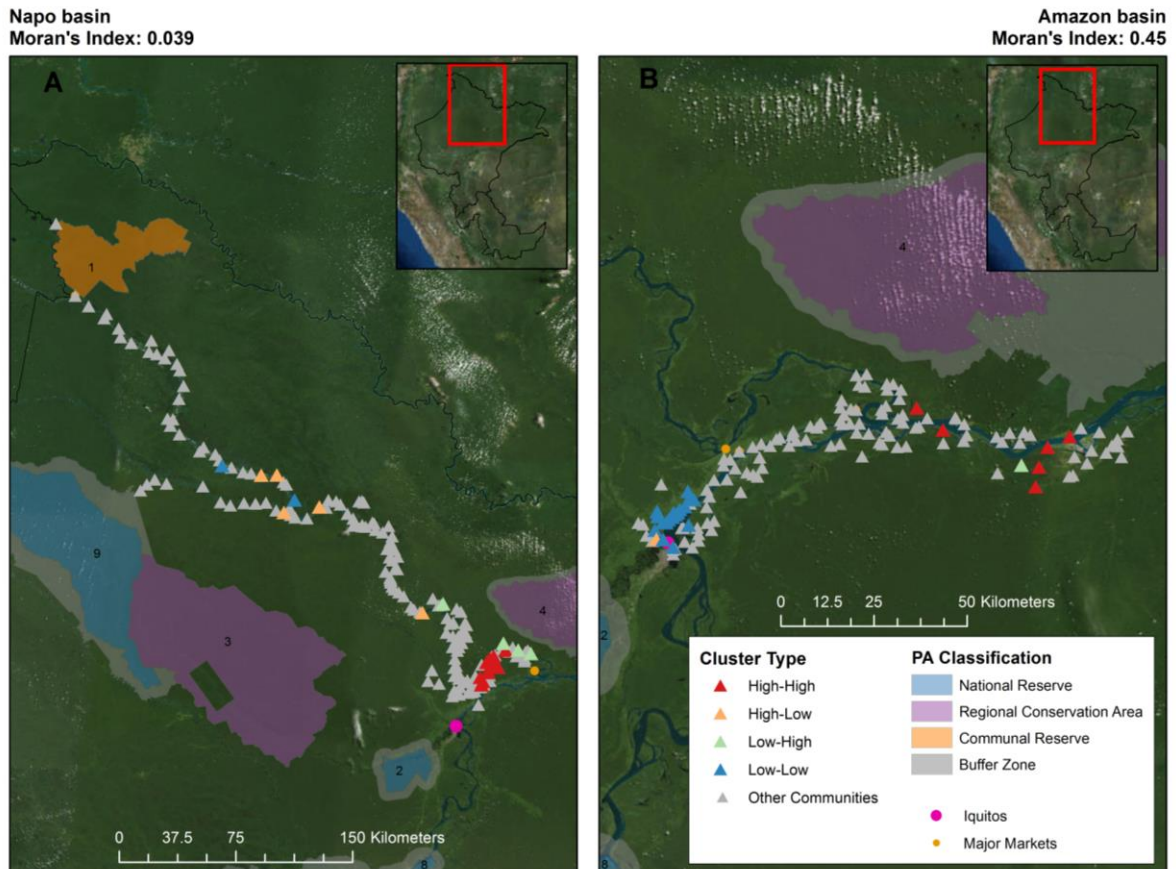 Napo basin
Moran's Index: 0.039
Amazon basin
Moran's Index: 0.45
A
1
9
3
4
2
8
0 37.5 75 150 Kilometers
B
4
2
8
0 12.5 25 50 Kilometers
Cluster Type
High-High
High-Low
Low-High
Low-Low
Other Communities
PA Classification
National Reserve
Regional Conservation Area
Communal Reserve
Buffer Zone
Iquitos
Major Markets